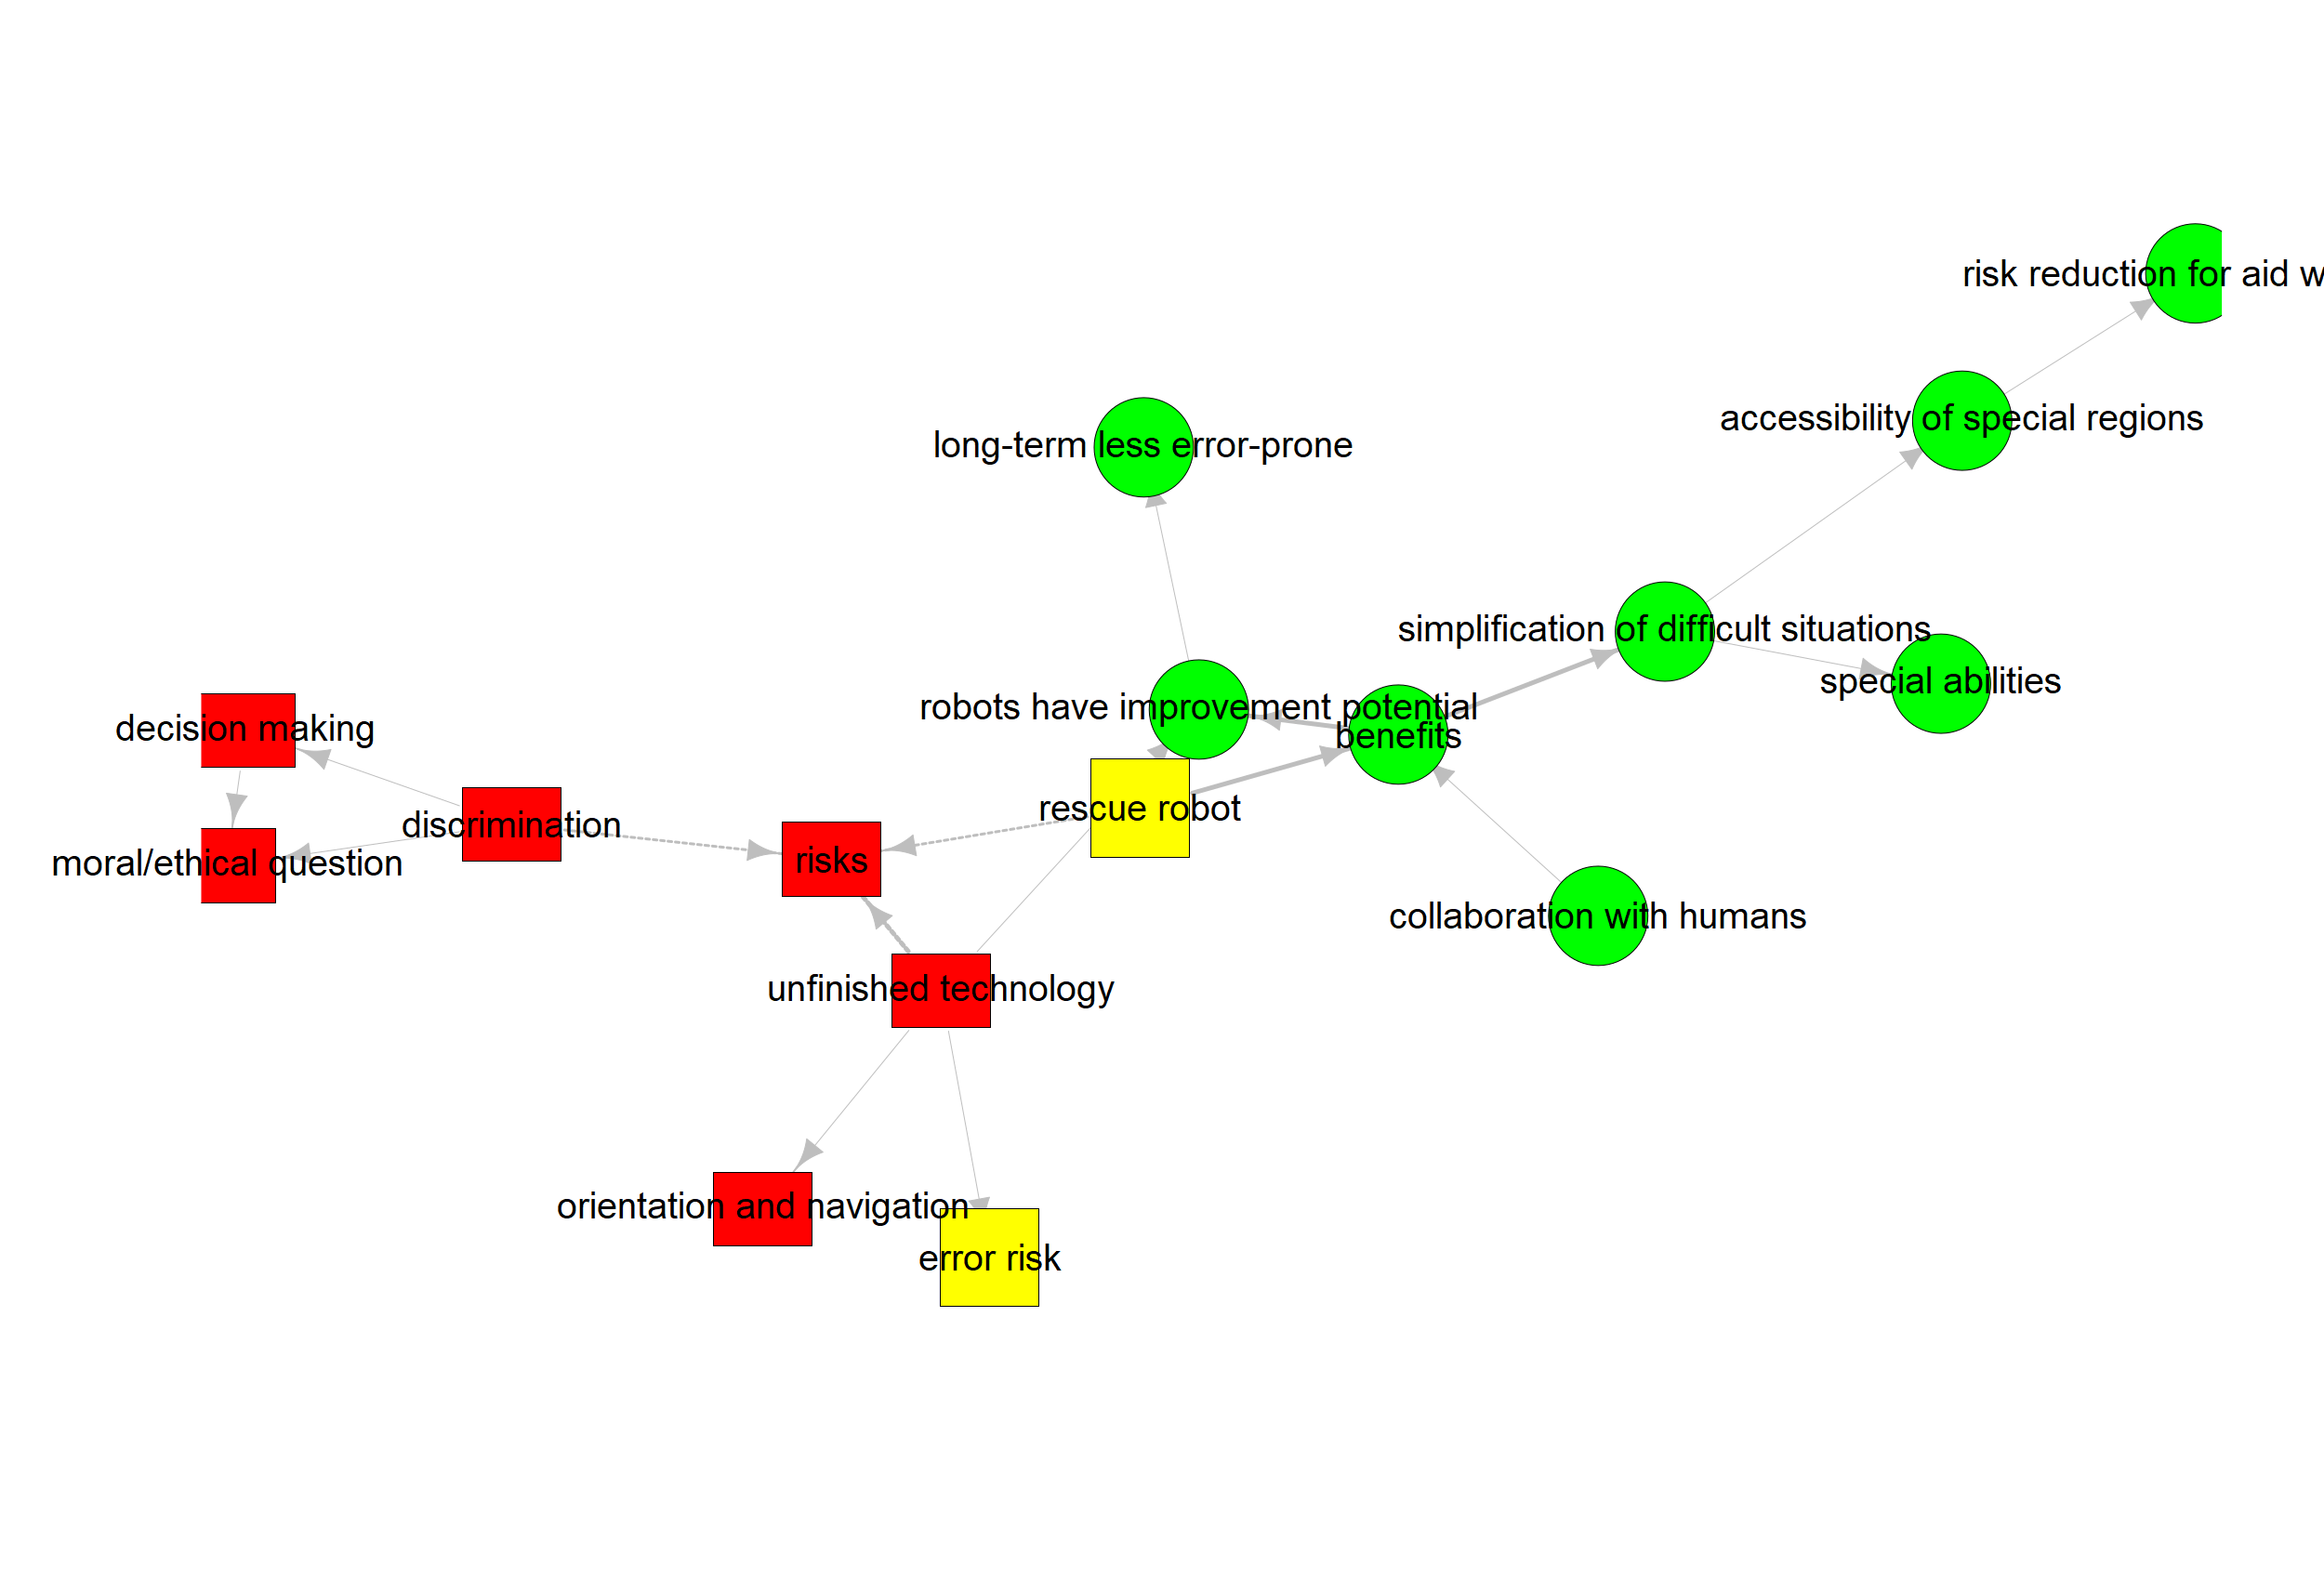 risk reduction for aid w
accessibility of special regions
long-term less error-prone
simplification of difficult situations
special abilities
robots have improvement potential
benefits
decision making
rescue robot
discrimination
risks
moral/ethical question
collaboration with humans
unfinished technology
orientation and navigation
error risk